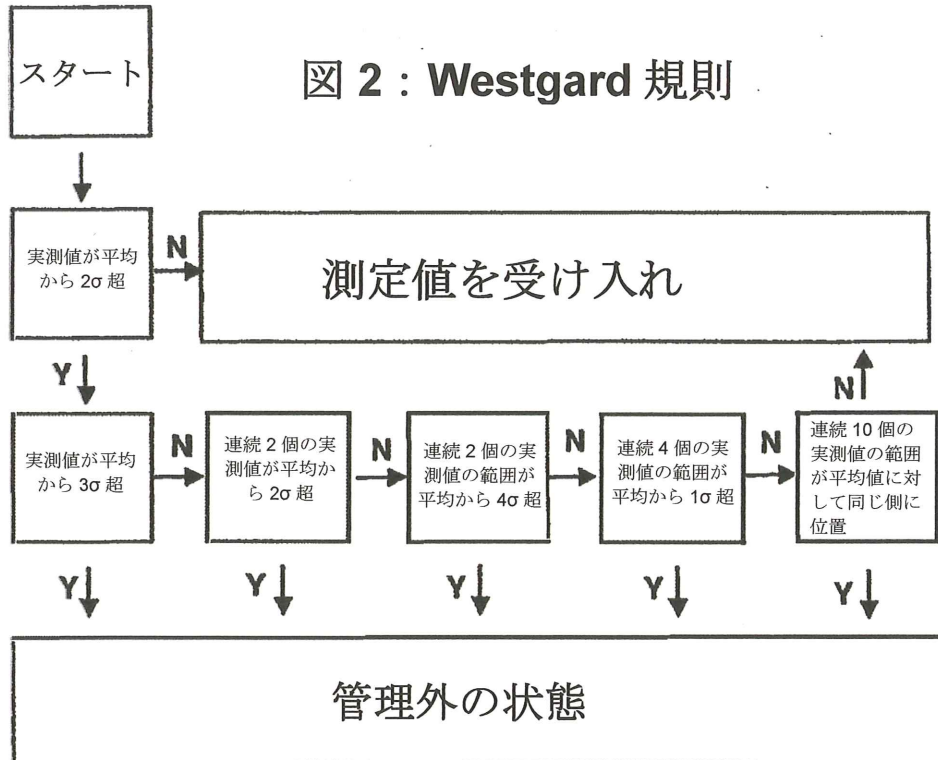 スタート
図 2：Westgard 規則
実測値が平均
から 2σ 超
N
測定値を受け入れ
Y
N
実測値が平均
から 3σ 超
N
連続 2 個の実
測値が平均か
ら 2σ 超
N
連続 2 個の実
測値の範囲が
平均から 4σ 超
N
連続 4 個の実
測値の範囲が
平均から 1σ 超
N
連続 10 個の
実測値の範囲
が平均値に対
して同じ側に
位置
Y
Y
Y
Y
Y
管理外の状態